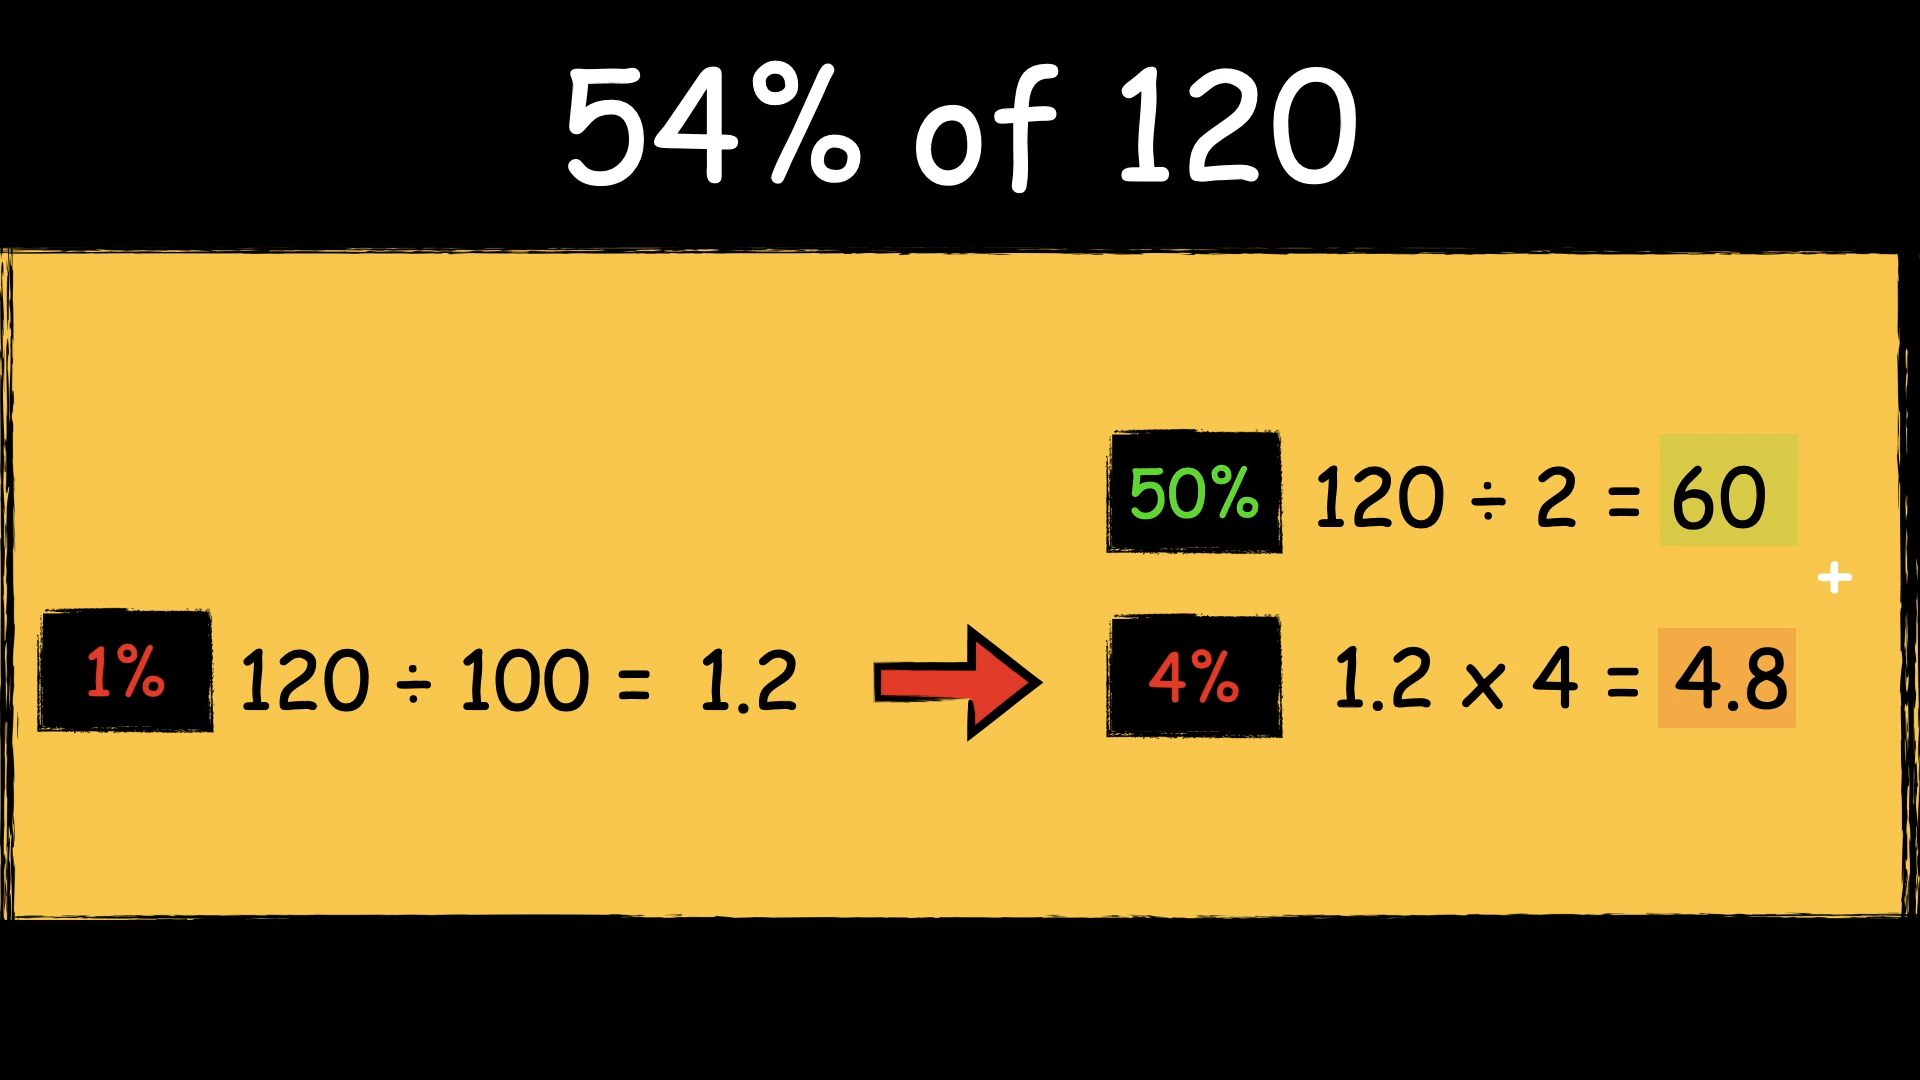 54% of 120
50% 120 ÷ 2 = 60
+
1% 120 ÷ 100 = 1.2
4% 1.2 x 4 = 4.8